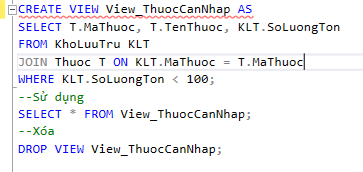 CREATE VIEW View_ThuocCanNhap AS
SELECT T.MaThuoc, T.TenThuoc, KLT.SoLuongTon
FROM KhoLuuTru KLT
JOIN Thuoc T ON KLT.MaThuoc = T.MaThuoc
WHERE KLT.SoLuongTon < 100;
--Sử dụng
SELECT * FROM View_ThuocCanNhap;
--Xóa
DROP VIEW View_ThuocCanNhap;